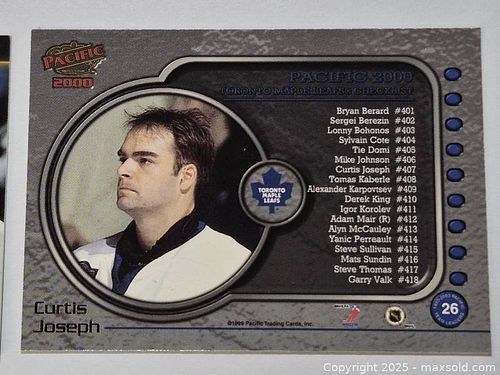 PACIFIC
2000
PACIFIC 2000
TORONTO MAPLE LEAFS • CHECKLIST
Bryan Berard #401
Sergei Berezin #402
Lonny Bohonos #403
Sylvain Cote #404
Tie Domi #405
Mike Johnson #406
Curtis Joseph #407
Tomas Kaberle #408
Alexander Karpovtsev #409
Derek King #410
Igor Korolev #411
Adam Mair (R) #412
Alyn McCauley #413
Yanic Perreault #414
Steve Sullivan #415
Mats Sundin #416
Steve Thomas #417
Garry Valk #418
TORONTO
MAPLE
LEAFS
Curtis
Joseph
©1999 Pacific Trading Cards, Inc.
26
Copyright 2025 - maxsold.com